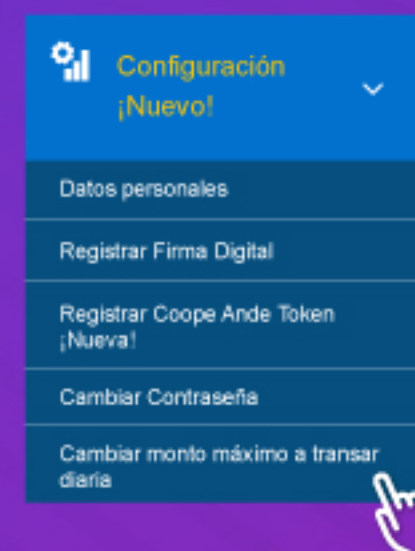 Configuración
¡Nuevo!
Datos personales
Registrar Firma Digital
Registrar Coope Ande Token
¡Nueva!
Cambiar Contraseña
Cambiar monto máximo a transar
diaria